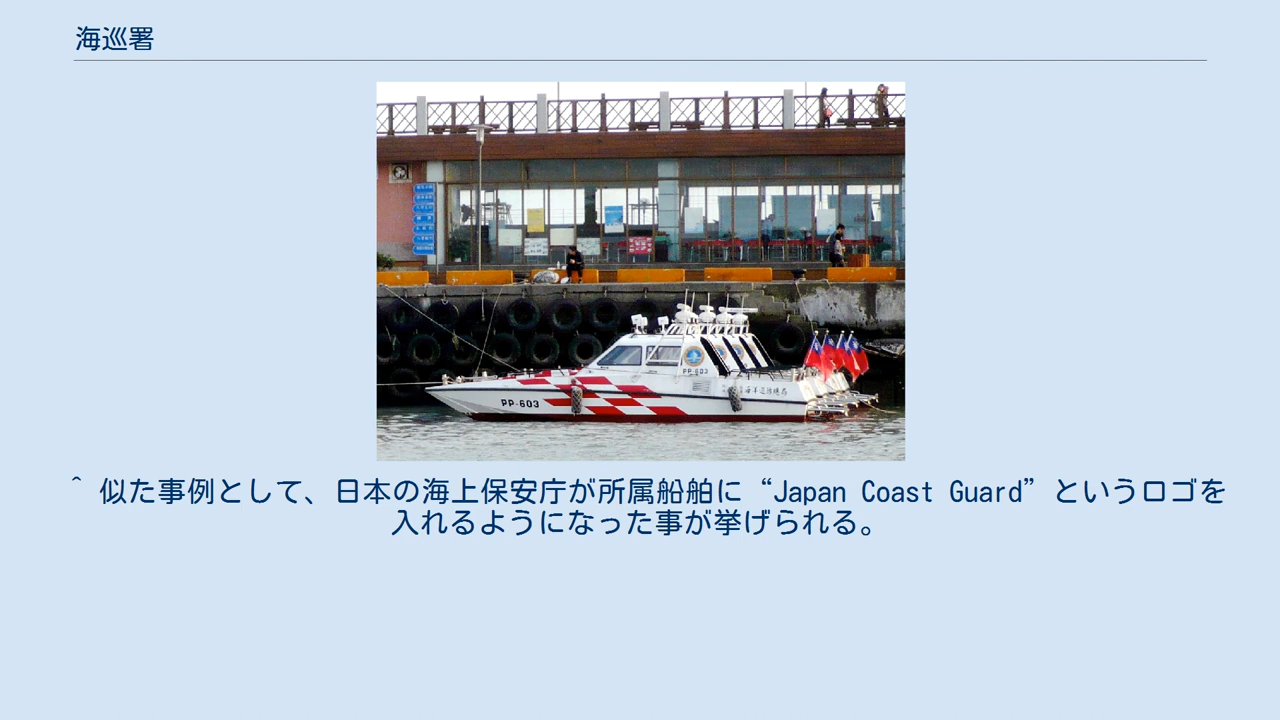 海巡署
PP-603
PP-603
^ 似た事例として、日本の海上保安庁が所属船舶に“Japan Coast Guard”というロゴを
入れるようになった事が挙げられる。